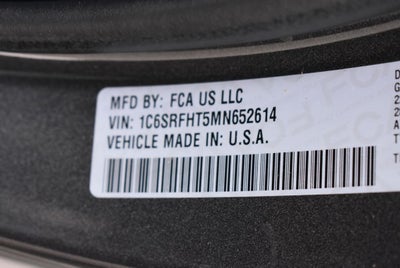 MFD BY: FCA US LLC
VIN: 1C6SRFHT5MN652614
VEHICLE MADE IN: U.S.A.